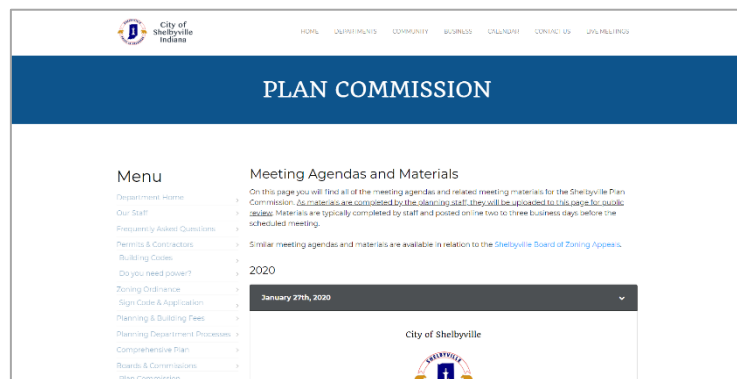 City of
Shelbyville
Indiana
HOME DEPARTMENTS COMMUNITY BUSINESS CALENDAR CONTACT US LIVE MEETINGS
PLAN COMMISSION
Menu
Department Home
Our Staff
Frequently Asked Questions
Permits & Contractors
Building Codes
Do you need power?
Zoning Ordinance
Sign Code & Application
Planning & Building Fees
Planning Department Processes
Comprehensive Plan
Boards & Commissions
Plan Commission
Meeting Agendas and Materials
On this page you will find all of the meeting agendas and related meeting materials for the Shelbyville Plan
Commission. As materials are completed by the planning staff, they will be uploaded to this page for public
review. Materials are typically completed by staff and posted online two to three business days before the
scheduled meeting.
Similar meeting agendas and materials are available in relation to the Shelbyville Board of Zoning Appeals.
2020
January 27th, 2020
City of Shelbyville
SHELBYVILLE